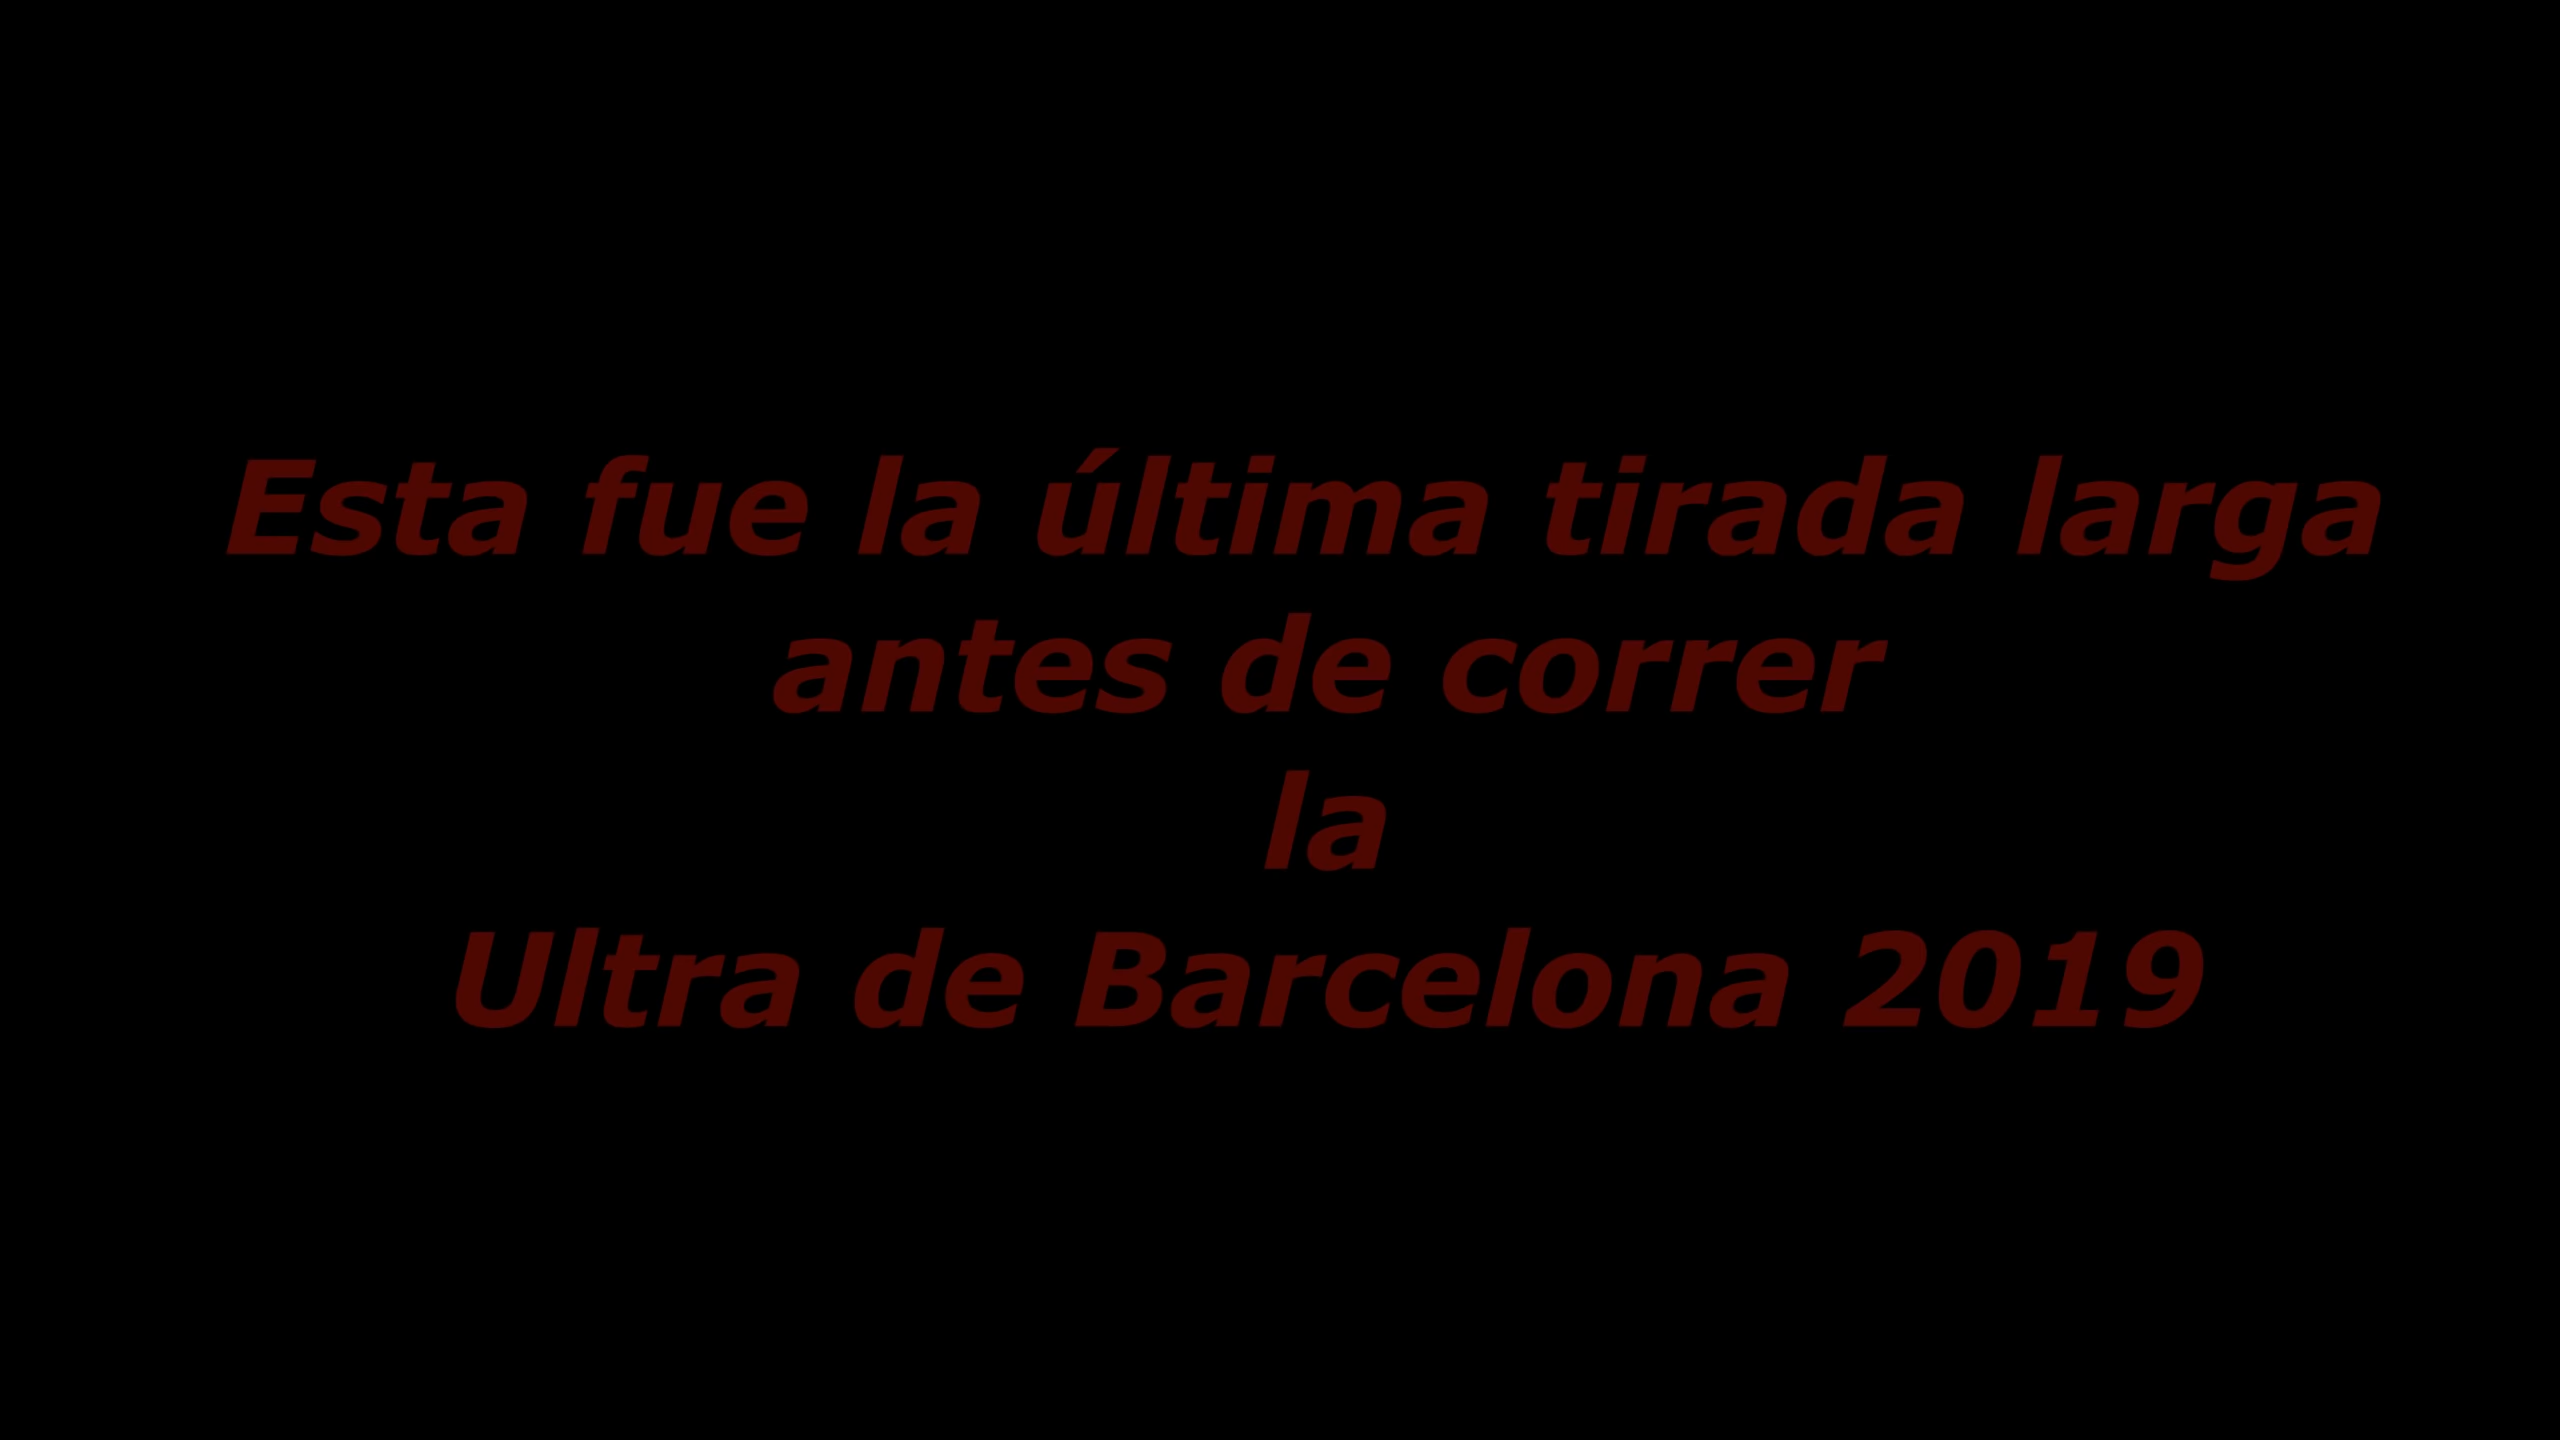 Esta fue la última tirada larga
antes de correr
la
Ultra de Barcelona 2019